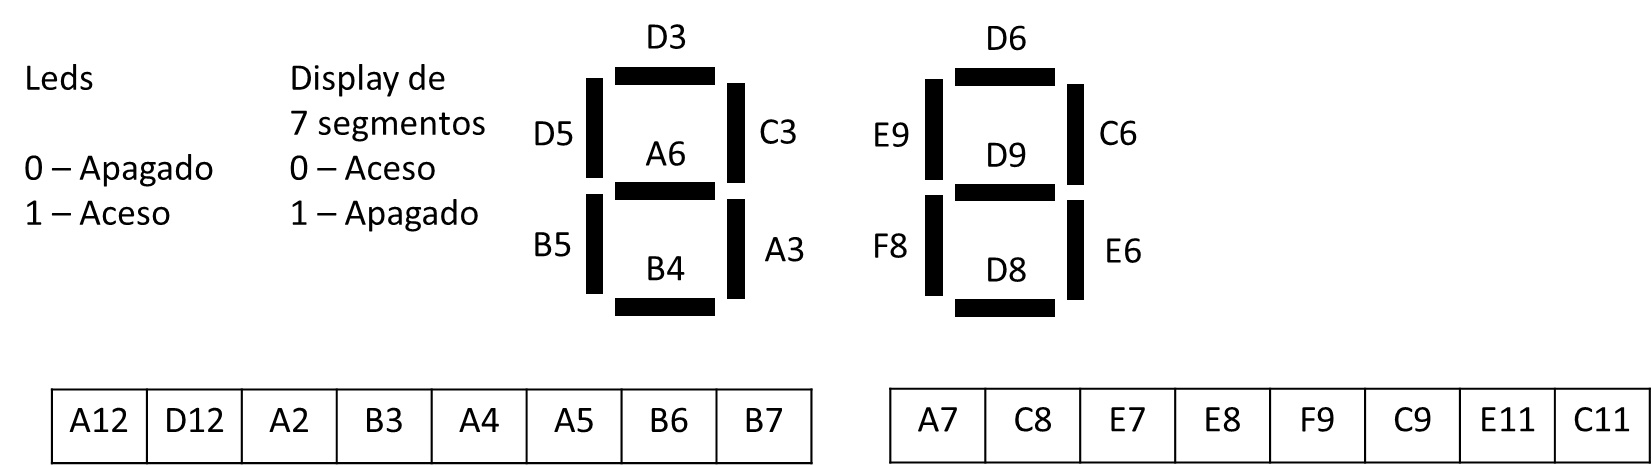 Leds
0 – Apagado
1 – Aceso
Display de
7 segmentos
0 – Aceso
1 – Apagado
D3
D5 C3
A6
B5 A3
B4
D6
E9 C6
D9
F8 E6
D8
A12 D12 A2 B3 A4 A5 B6 B7
A7 C8 E7 E8 F9 C9 E11 C11